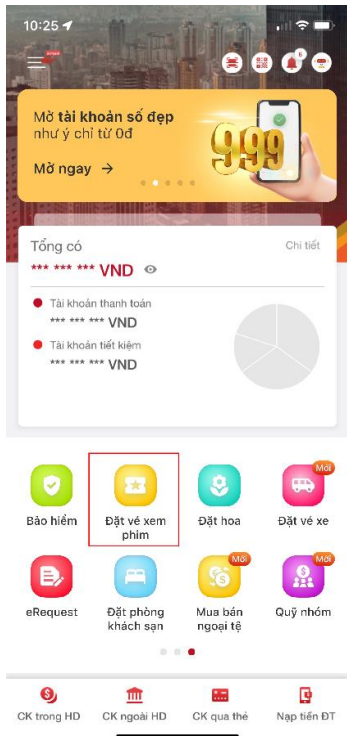 10:25
6
Mở tài khoản số đẹp
như ý chỉ từ 0đ
999
Mở ngay →
Tổng có
Chi tiết
*** *** *** VND
Tài khoản thanh toán
*** *** *** VND
Tài khoản tiết kiệm
*** *** *** VND
Mới
Bảo hiểm
Đặt vé xem
phim
Đặt hoa
Đặt vé xe
Mới
Mới
eRequest
Đặt phòng
khách sạn
Mua bán
ngoại tệ
Quỹ nhóm
CK trong HD
CK ngoài HD
CK qua thẻ
Nạp tiền ĐT